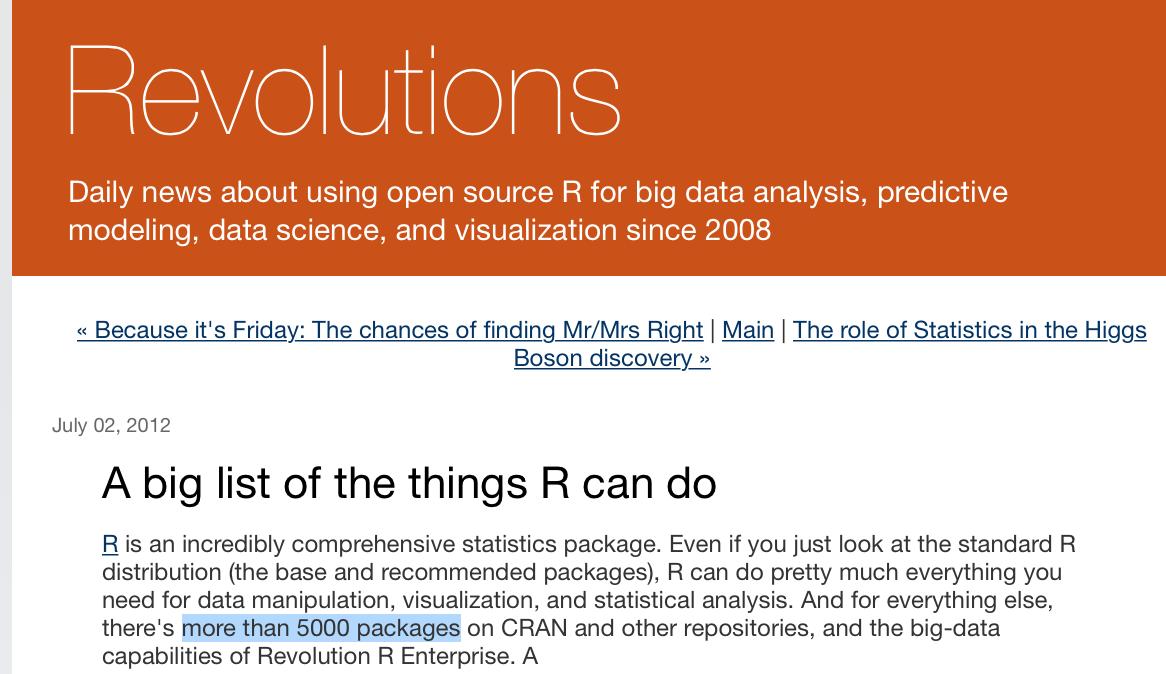 Revolutions
Daily news about using open source R for big data analysis, predictive
modeling, data science, and visualization since 2008
« Because it's Friday: The chances of finding Mr/Mrs Right | Main | The role of Statistics in the Higgs
Boson discovery »
July 02, 2012
A big list of the things R can do
R is an incredibly comprehensive statistics package. Even if you just look at the standard R
distribution (the base and recommended packages), R can do pretty much everything you
need for data manipulation, visualization, and statistical analysis. And for everything else,
there's more than 5000 packages on CRAN and other repositories, and the big-data
capabilities of Revolution R Enterprise. A